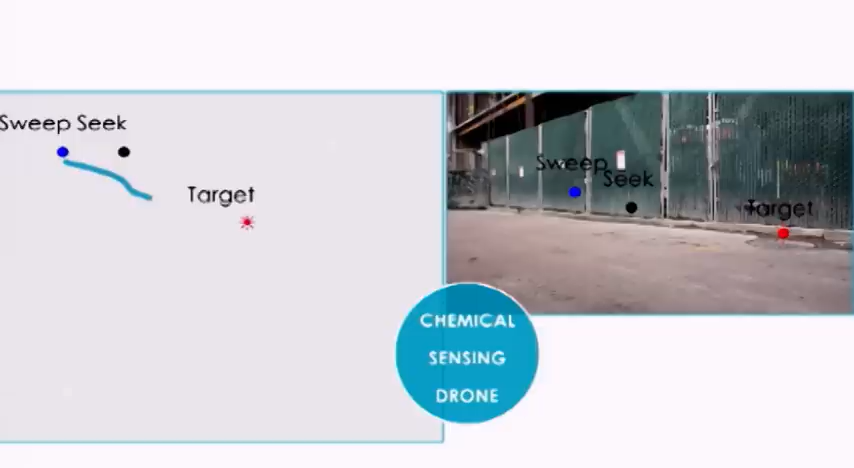 Sweep Seek
Target
Sweep
Seek
Target
CHEMICAL
SENSING
DRONE